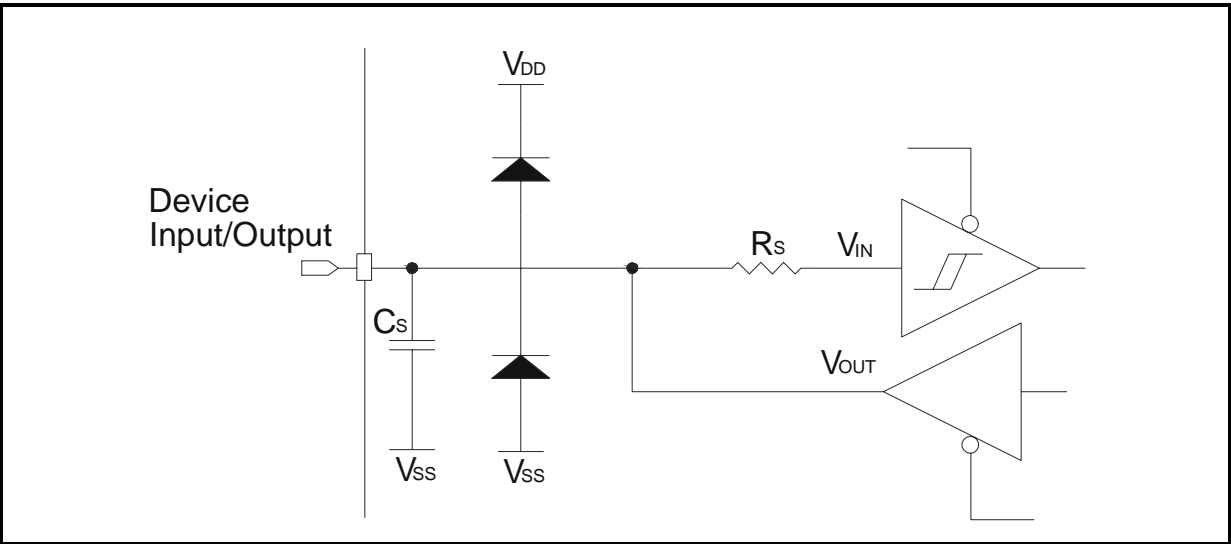 VDD
Device
Input/Output
RS
VIN
CS
VOUT
VSS
VSS